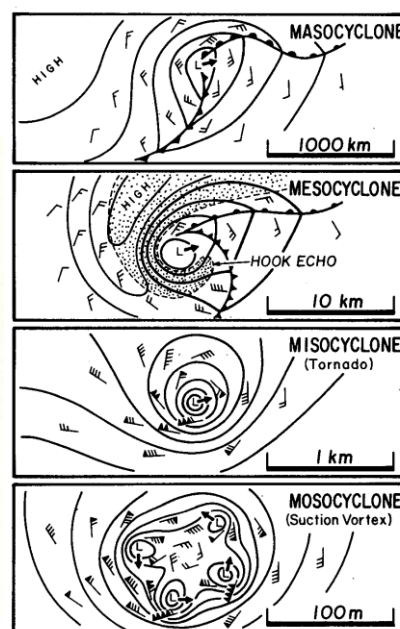 MASOCYCLONE
HIGH
L
1000 km
MESOCYCLONE
HIGH
L
HOOK ECHO
10 km
MISOCYCLONE
(Tornado)
L
1 km
MOSOCYCLONE
(Suction Vortex)
L
L
L
L
100 m